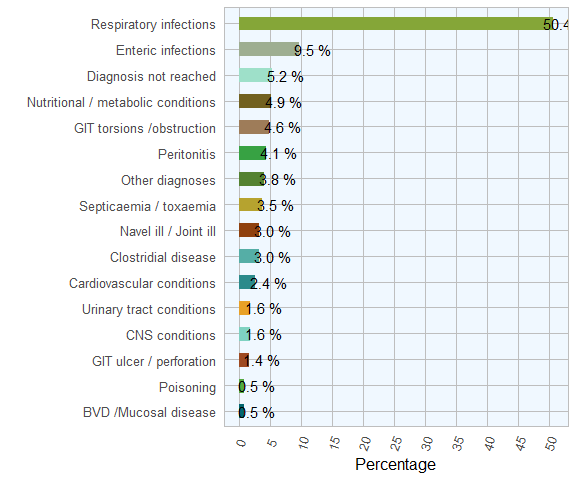 Respiratory infections 50.4
Enteric infections 9.5 %
Diagnosis not reached 5.2 %
Nutritional / metabolic conditions 4.9 %
GIT torsions /obstruction 4.6 %
Peritonitis 4.1 %
Other diagnoses 3.8 %
Septicaemia / toxaemia 3.5 %
Navel ill / Joint ill 3.0 %
Clostridial disease 3.0 %
Cardiovascular conditions 2.4 %
Urinary tract conditions 1.6 %
CNS conditions 1.6 %
GIT ulcer / perforation 1.4 %
Poisoning 0.5 %
BVD /Mucosal disease 0.5 %
0 5 10 15 20 25 30 35 40 45 50
Percentage